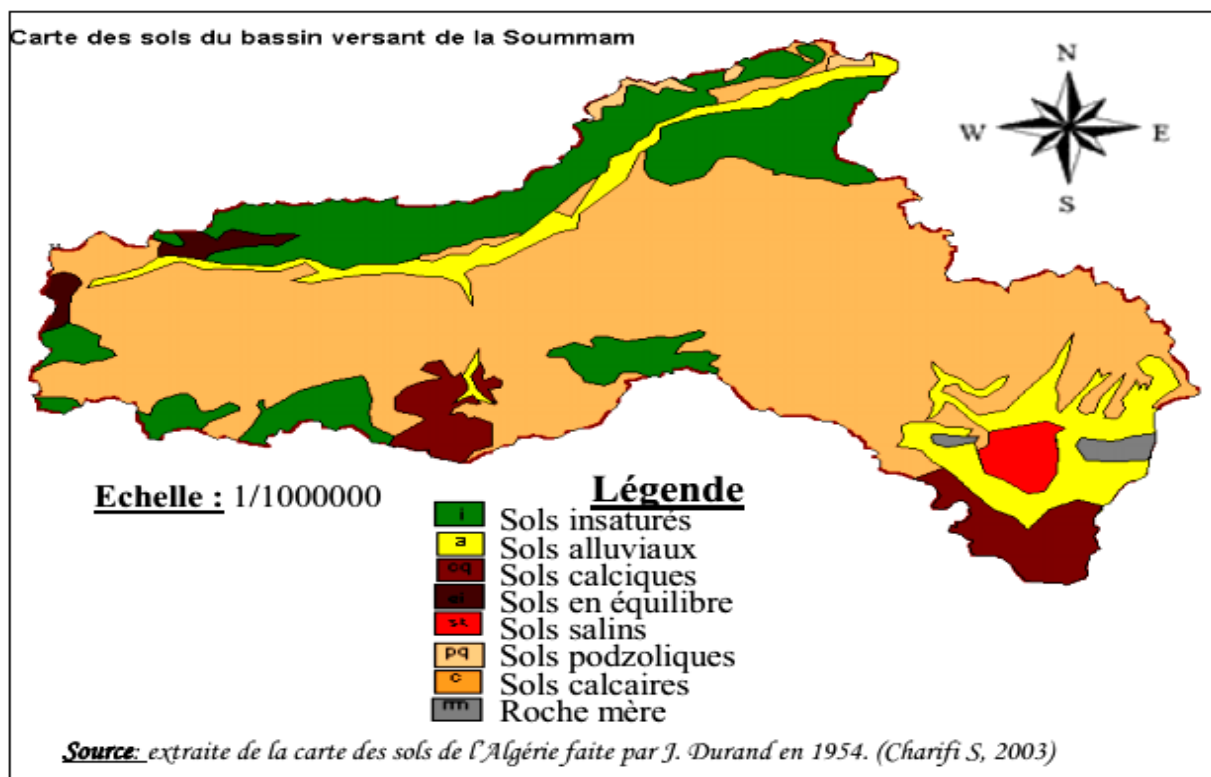 Carte des sols du bassin versant de la Soummam
N
W E
S
Echelle : 1/1000000
Légende
i Sols insaturés
a Sols alluviaux
cq Sols calciques
ei Sols en équilibre
st Sols salins
pq Sols podzoliques
c Sols calcaires
rm Roche mère
Source: extraite de la carte des sols de l'Algérie faite par J. Durand en 1954. (Charifi S, 2003)